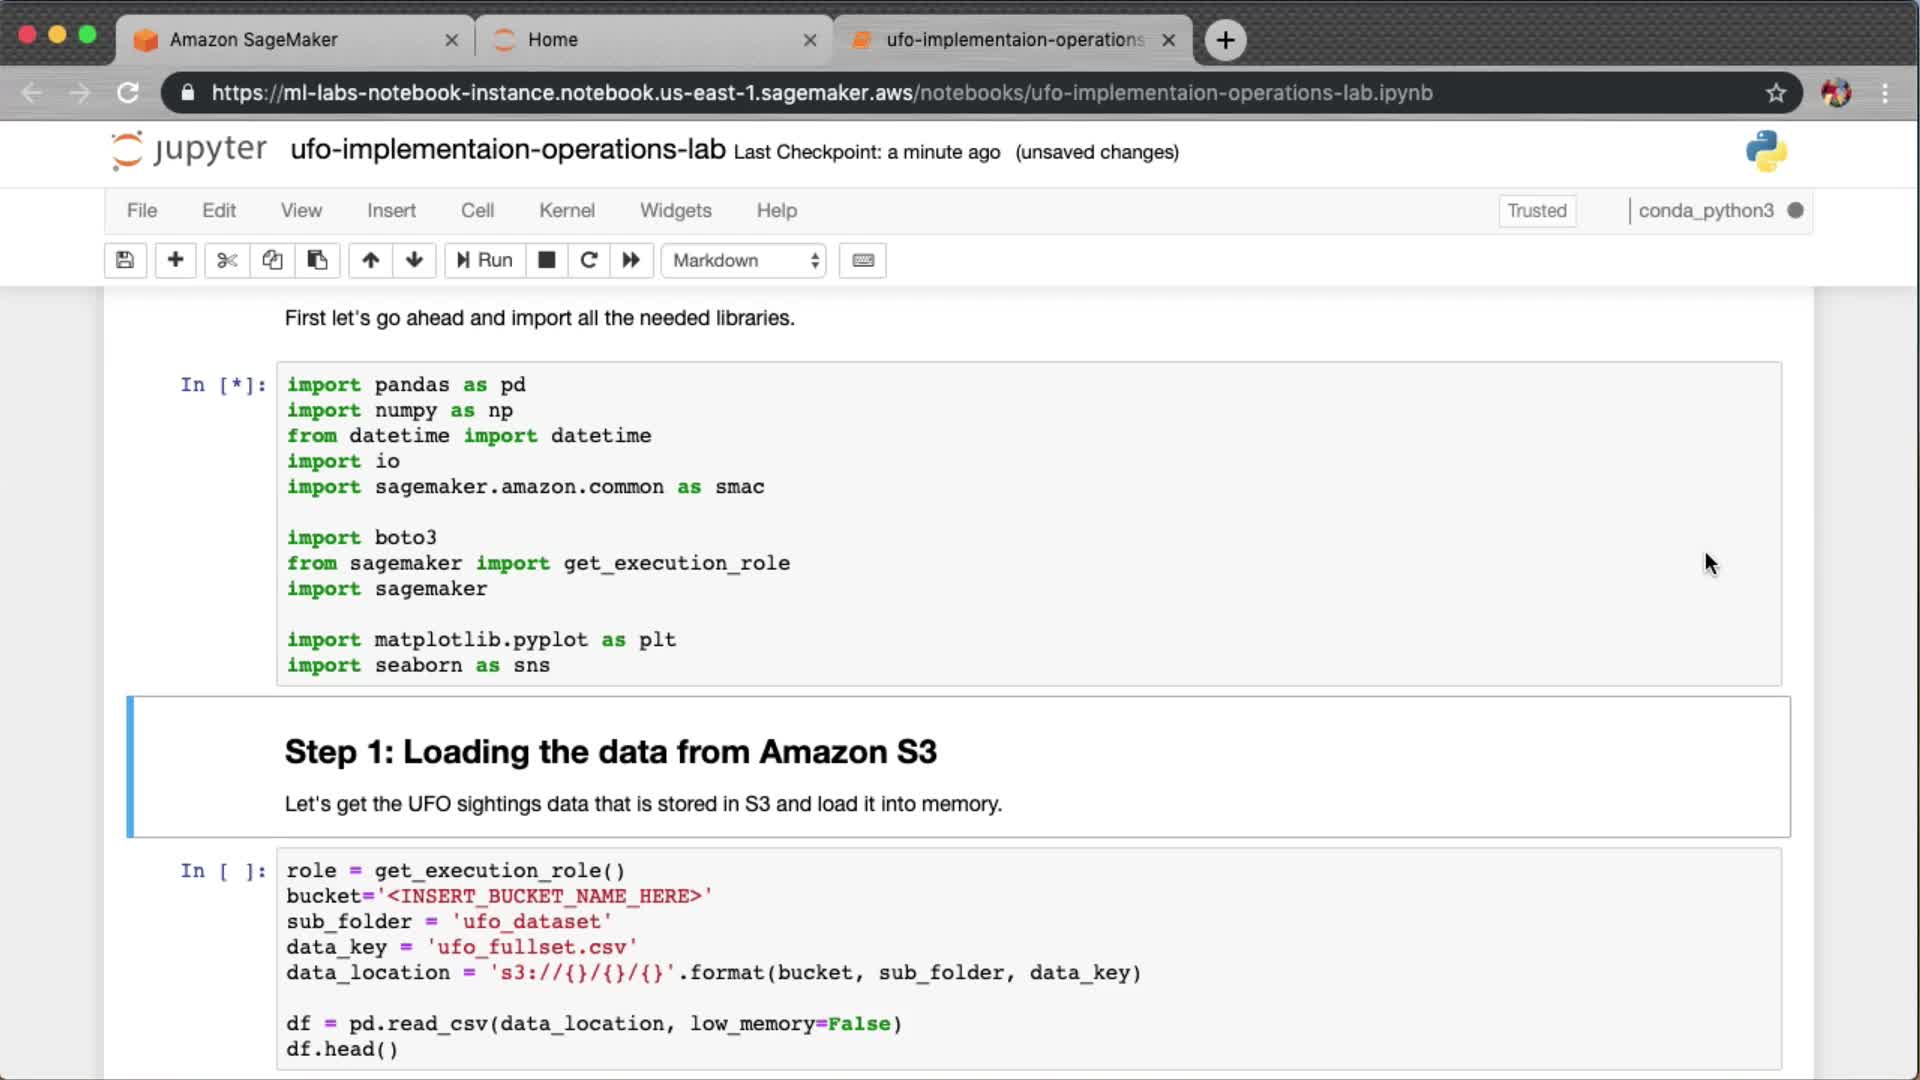 Amazon SageMaker
Home
ufo-implementaion-operations
https://ml-labs-notebook-instance.notebook.us-east-1.sagemaker.aws/notebooks/ufo-implementaion-operations-lab.ipynb
jupyter ufo-implementaion-operations-lab Last Checkpoint: a minute ago (unsaved changes)
File Edit View Insert Cell Kernel Widgets Help Trusted conda_python3
Run Markdown
First let's go ahead and import all the needed libraries.
In [*]: import pandas as pd
import numpy as np
from datetime import datetime
import io
import sagemaker.amazon.common as smac
import boto3
from sagemaker import get_execution_role
import sagemaker
import matplotlib.pyplot as plt
import seaborn as sns
Step 1: Loading the data from Amazon S3
Let's get the UFO sightings data that is stored in S3 and load it into memory.
In [ ]: role = get_execution_role()
bucket='<INSERT_BUCKET_NAME_HERE>'
sub_folder = 'ufo_dataset'
data_key = 'ufo_fullset.csv'
data_location = 's3://{}/{}/{}'.format(bucket, sub_folder, data_key)
df = pd.read_csv(data_location, low_memory=False)
df.head()